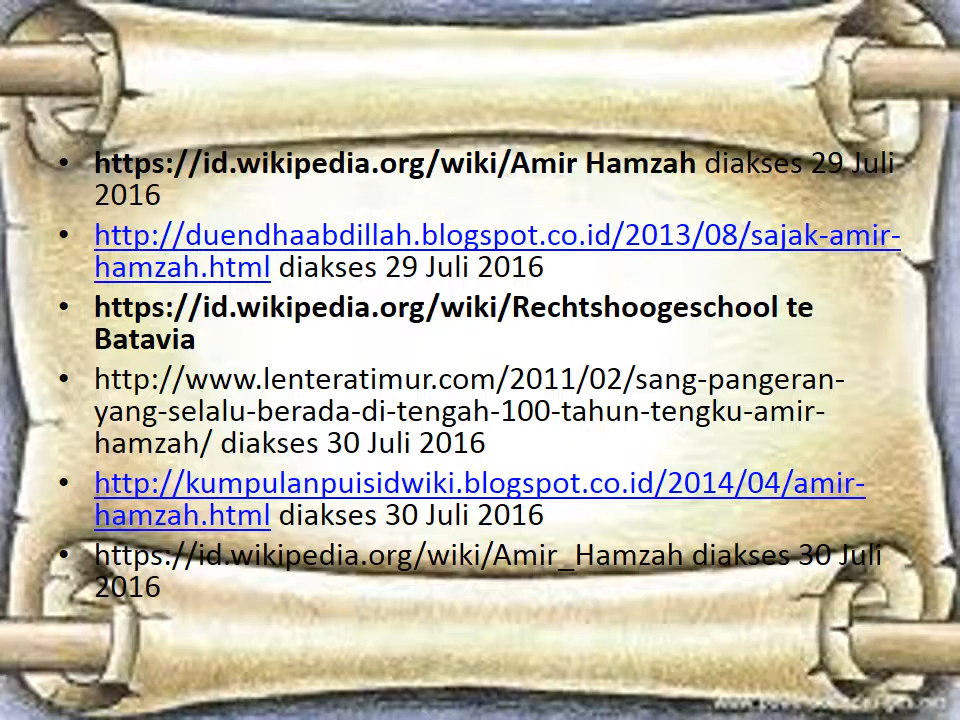 • https://id.wikipedia.org/wiki/Amir Hamzah diakses 29 Juli
2016
• http://duendhaabdillah.blogspot.co.id/2013/08/sajak-amir-
hamzah.html diakses 29 Juli 2016
• https://id.wikipedia.org/wiki/Rechtshoogeschool te
Batavia
• http://www.lenteratimur.com/2011/02/sang-pangeran-
yang-selalu-berada-di-tengah-100-tahun-tengku-amir-
hamzah/ diakses 30 Juli 2016
• http://kumpulanpuisidwiki.blogspot.co.id/2014/04/amir-
hamzah.html diakses 30 Juli 2016
• https://id.wikipedia.org/wiki/Amir_Hamzah diakses 30 Juli
2016